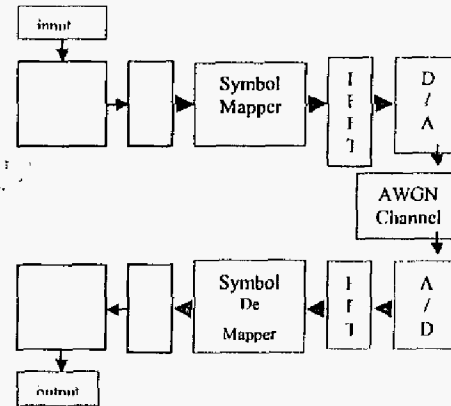 input
Symbol
Mapper
I
F
F
T
D
/
A
AWGN
Channel
Symbol
De
Mapper
F
F
T
A
/
D
output